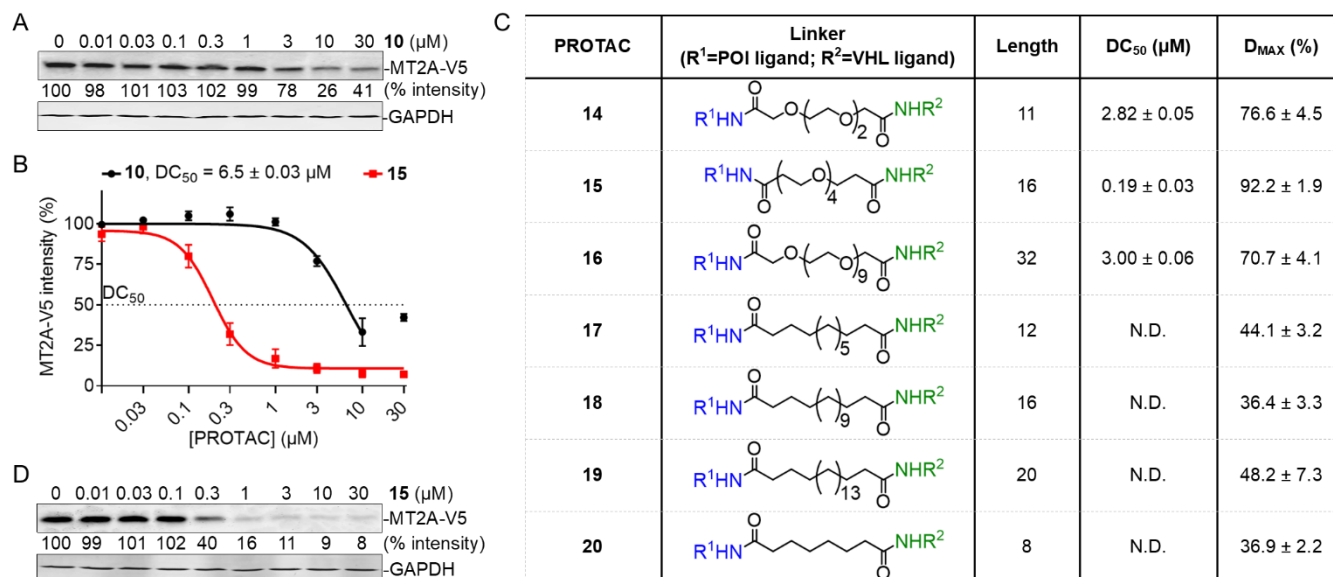 A
0 0.01 0.03 0.1 0.3 1 3 10 30 10 (µM)
-MT2A-V5
100 98 101 103 102 99 78 26 41 (% intensity)
-GAPDH
B
10, DC50 = 6.5 ± 0.03 µM 15
MT2A-V5 intensity (%)
100
75
50
25
0
DC50
0.03 0.1 0.3 1 3 10 30
[PROTAC] (µM)
D
0 0.01 0.03 0.1 0.3 1 3 10 30 15 (µM)
-MT2A-V5
100 99 101 102 40 16 11 9 8 (% intensity)
-GAPDH
C
PROTAC Linker Length DC50 (µM) DMAX (%)
(R1=POI ligand; R2=VHL ligand)
14 R1HN O O O 2 O NHR2 11 2.82 ± 0.05 76.6 ± 4.5
15 R1HN O O 4 O NHR2 16 0.19 ± 0.03 92.2 ± 1.9
16 R1HN O O O 9 O NHR2 32 3.00 ± 0.06 70.7 ± 4.1
17 R1HN O 5 O NHR2 12 N.D. 44.1 ± 3.2
18 R1HN O 9 O NHR2 16 N.D. 36.4 ± 3.3
19 R1HN O 13 O NHR2 20 N.D. 48.2 ± 7.3
20 R1HN O O NHR2 8 N.D. 36.9 ± 2.2